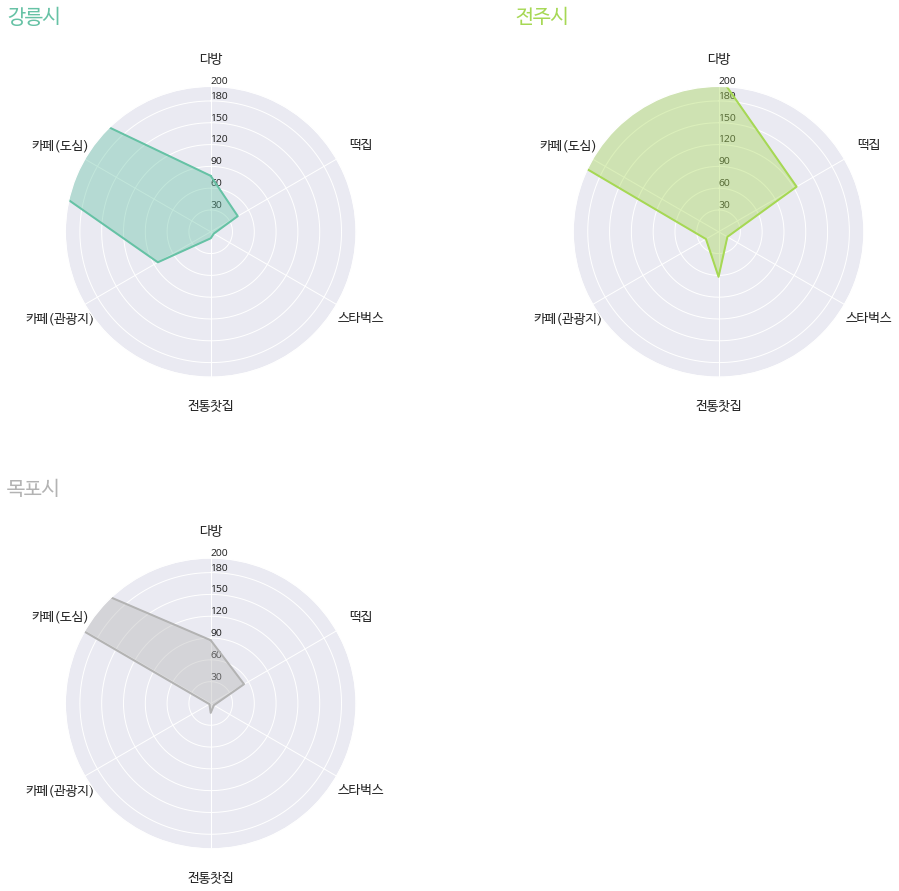 강릉시
다방
200
180
150
120
90
60
30
카페(도심)
떡집
카페(관광지)
스타벅스
전통찻집
전주시
다방
200
180
150
120
90
60
30
카페(도심)
떡집
카페(관광지)
스타벅스
전통찻집
목포시
다방
200
180
150
120
90
60
30
카페(도심)
떡집
카페(관광지)
스타벅스
전통찻집